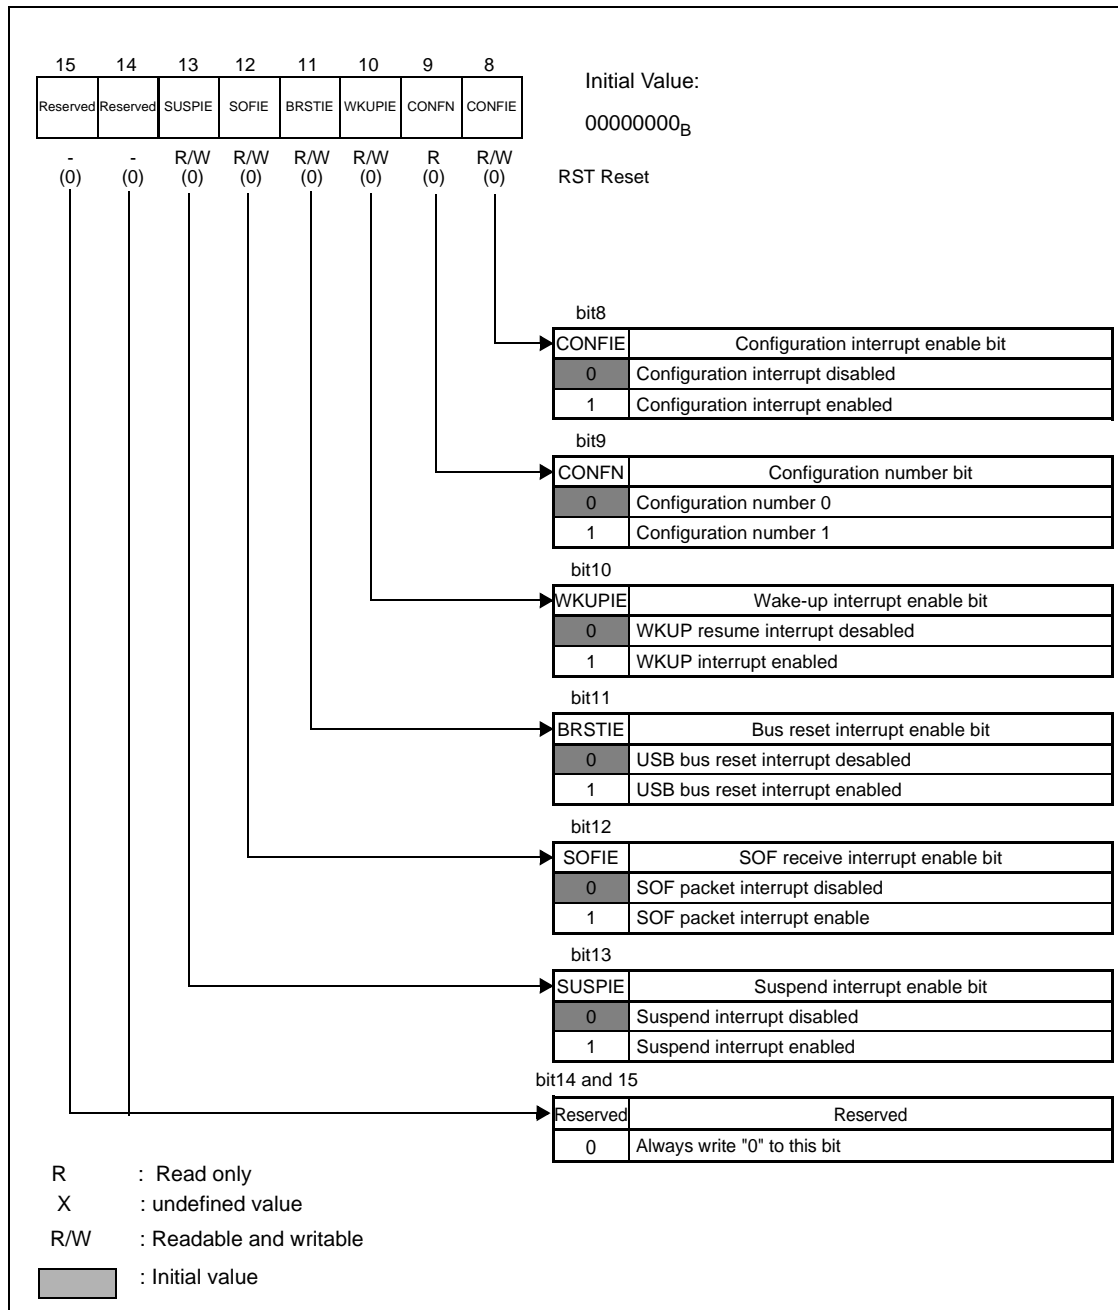 15 14 13 12 11 10 9 8
Initial Value:
Reserved Reserved SUSPIE SOFIE BRSTIE WKUPIE CONFN CONFIE
00000000B
- - R/W R/W R/W R/W R R/W
(0) (0) (0) (0) (0) (0) (0) (0) RST Reset
bit8
CONFIE Configuration interrupt enable bit
0 Configuration interrupt disabled
1 Configuration interrupt enabled
bit9
CONFN Configuration number bit
0 Configuration number 0
1 Configuration number 1
bit10
WKUPIE Wake-up interrupt enable bit
0 WKUP resume interrupt desabled
1 WKUP interrupt enabled
bit11
BRSTIE Bus reset interrupt enable bit
0 USB bus reset interrupt desabled
1 USB bus reset interrupt enabled
bit12
SOFIE SOF receive interrupt enable bit
0 SOF packet interrupt disabled
1 SOF packet interrupt enable
bit13
SUSPIE Suspend interrupt enable bit
0 Suspend interrupt disabled
1 Suspend interrupt enabled
bit14 and 15
Reserved Reserved
0 Always write "0" to this bit
R : Read only
X : undefined value
R/W : Readable and writable
: Initial value